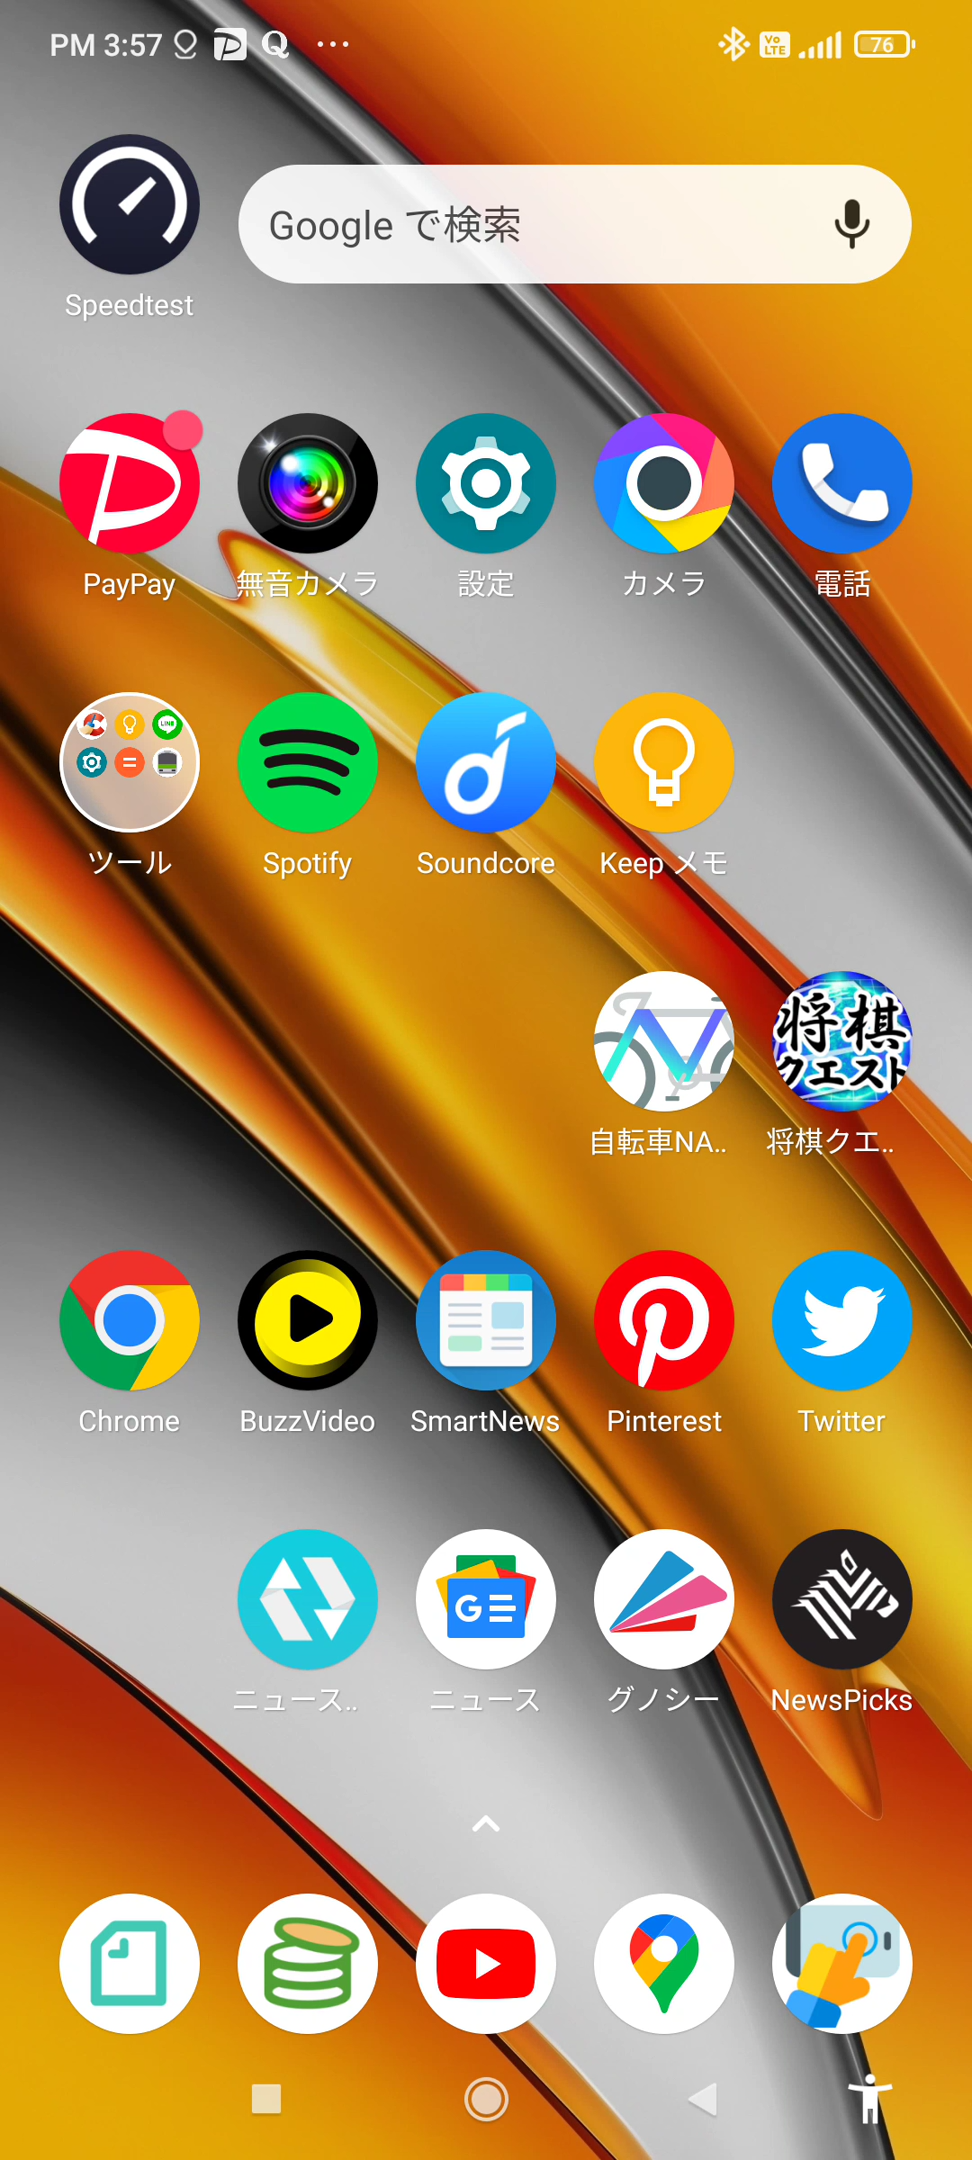 PM 3:57
Vo LTE
76
Google で検索
Speedtest
PayPay
無音カメラ
設定
カメラ
電話
LINE
ツール
Spotify
Soundcore
Keep メモ
将棋
クエスト
自転車NA..
将棋クエ..
Chrome
BuzzVideo
SmartNews
Pinterest
Twitter
ニュース..
ニュース
グノシー
NewsPicks